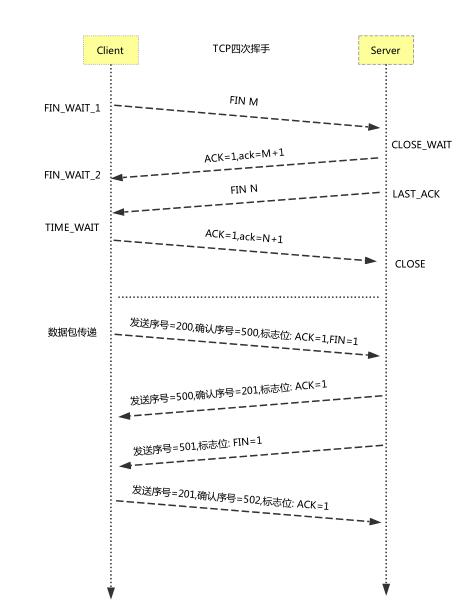 Client
TCP四次挥手
Server
FIN_WAIT_1
FIN M
CLOSE_WAIT
ACK=1,ack=M+1
FIN_WAIT_2
FIN N
LAST_ACK
TIME_WAIT
ACK=1,ack=N+1
CLOSE
数据包传递
发送序号=200,确认序号=500,标志位: ACK=1,FIN=1
发送序号=500,确认序号=201,标志位: ACK=1
发送序号=501,标志位: FIN=1
发送序号=201,确认序号=502,标志位: ACK=1